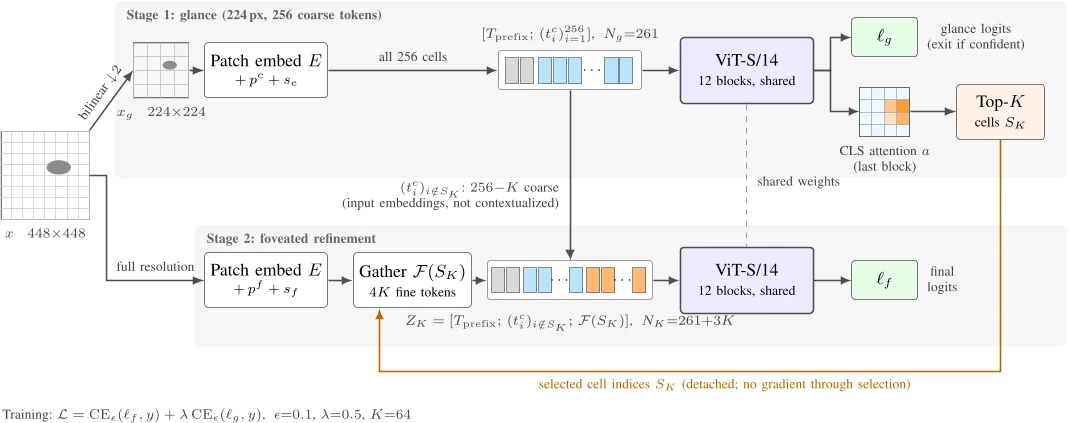 Stage 1: glance (224 px, 256 coarse tokens)
bilinear ↓2
x_g 224×224
Patch embed E
+ p^c + s_c
all 256 cells
[T_prefix; (t_i^c)_{i=1}^{256}], N_g=261
ViT-S/14
12 blocks, shared
ℓ_g
glance logits
(exit if confident)
CLS attention a
(last block)
Top-K
cells S_K
x 448×448
(t_i^c)_{i∉S_K}: 256−K coarse
(input embeddings, not contextualized)
shared weights
Stage 2: foveated refinement
full resolution
Patch embed E
+ p^f + s_f
Gather F(S_K)
4K fine tokens
ViT-S/14
12 blocks, shared
ℓ_f
final
logits
Z_K = [T_prefix; (t_i^c)_{i∉S_K}; F(S_K)], N_K=261+3K
selected cell indices S_K (detached; no gradient through selection)
Training: L = CE_ϵ(ℓ_f, y) + λ CE_ϵ(ℓ_g, y), ϵ=0.1, λ=0.5, K=64